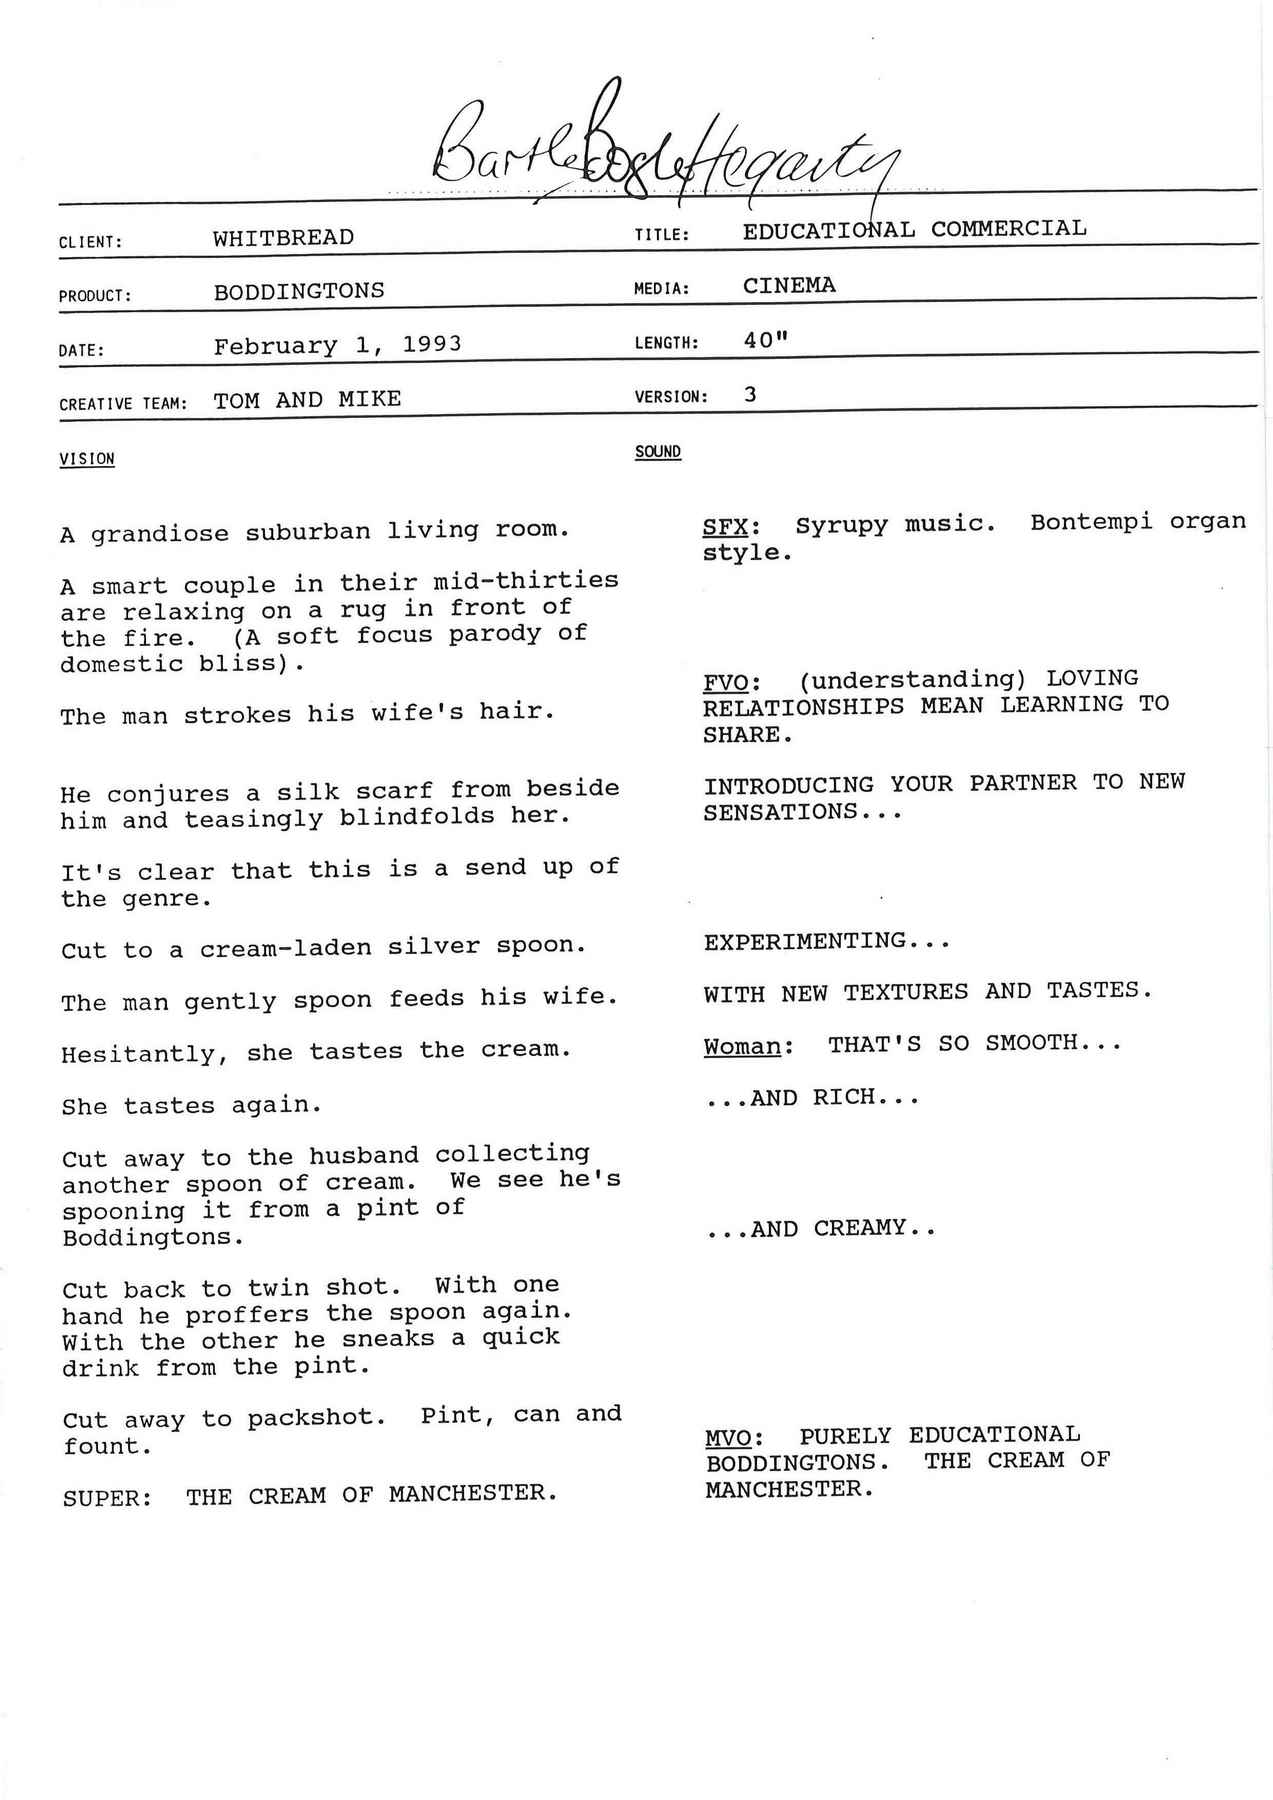 Bartle Bogle Hegarty
CLIENT: WHITBREAD TITLE: EDUCATIONAL COMMERCIAL
PRODUCT: BODDINGTONS MEDIA: CINEMA
DATE: February 1, 1993 LENGTH: 40"
CREATIVE TEAM: TOM AND MIKE VERSION: 3
VISION SOUND
A grandiose suburban living room.
SFX: Syrupy music. Bontempi organ
style.
A smart couple in their mid-thirties
are relaxing on a rug in front of
the fire. (A soft focus parody of
domestic bliss).
The man strokes his wife's hair.
FVO: (understanding) LOVING
RELATIONSHIPS MEAN LEARNING TO
SHARE.
He conjures a silk scarf from beside
him and teasingly blindfolds her.
INTRODUCING YOUR PARTNER TO NEW
SENSATIONS...
It's clear that this is a send up of
the genre.
Cut to a cream-laden silver spoon.
EXPERIMENTING...
The man gently spoon feeds his wife.
WITH NEW TEXTURES AND TASTES.
Hesitantly, she tastes the cream.
Woman: THAT'S SO SMOOTH...
She tastes again.
...AND RICH...
Cut away to the husband collecting
another spoon of cream. We see he's
spooning it from a pint of
Boddingtons.
...AND CREAMY..
Cut back to twin shot. With one
hand he proffers the spoon again.
With the other he sneaks a quick
drink from the pint.
Cut away to packshot. Pint, can and
fount.
MVO: PURELY EDUCATIONAL
BODDINGTONS. THE CREAM OF
MANCHESTER.
SUPER: THE CREAM OF MANCHESTER.